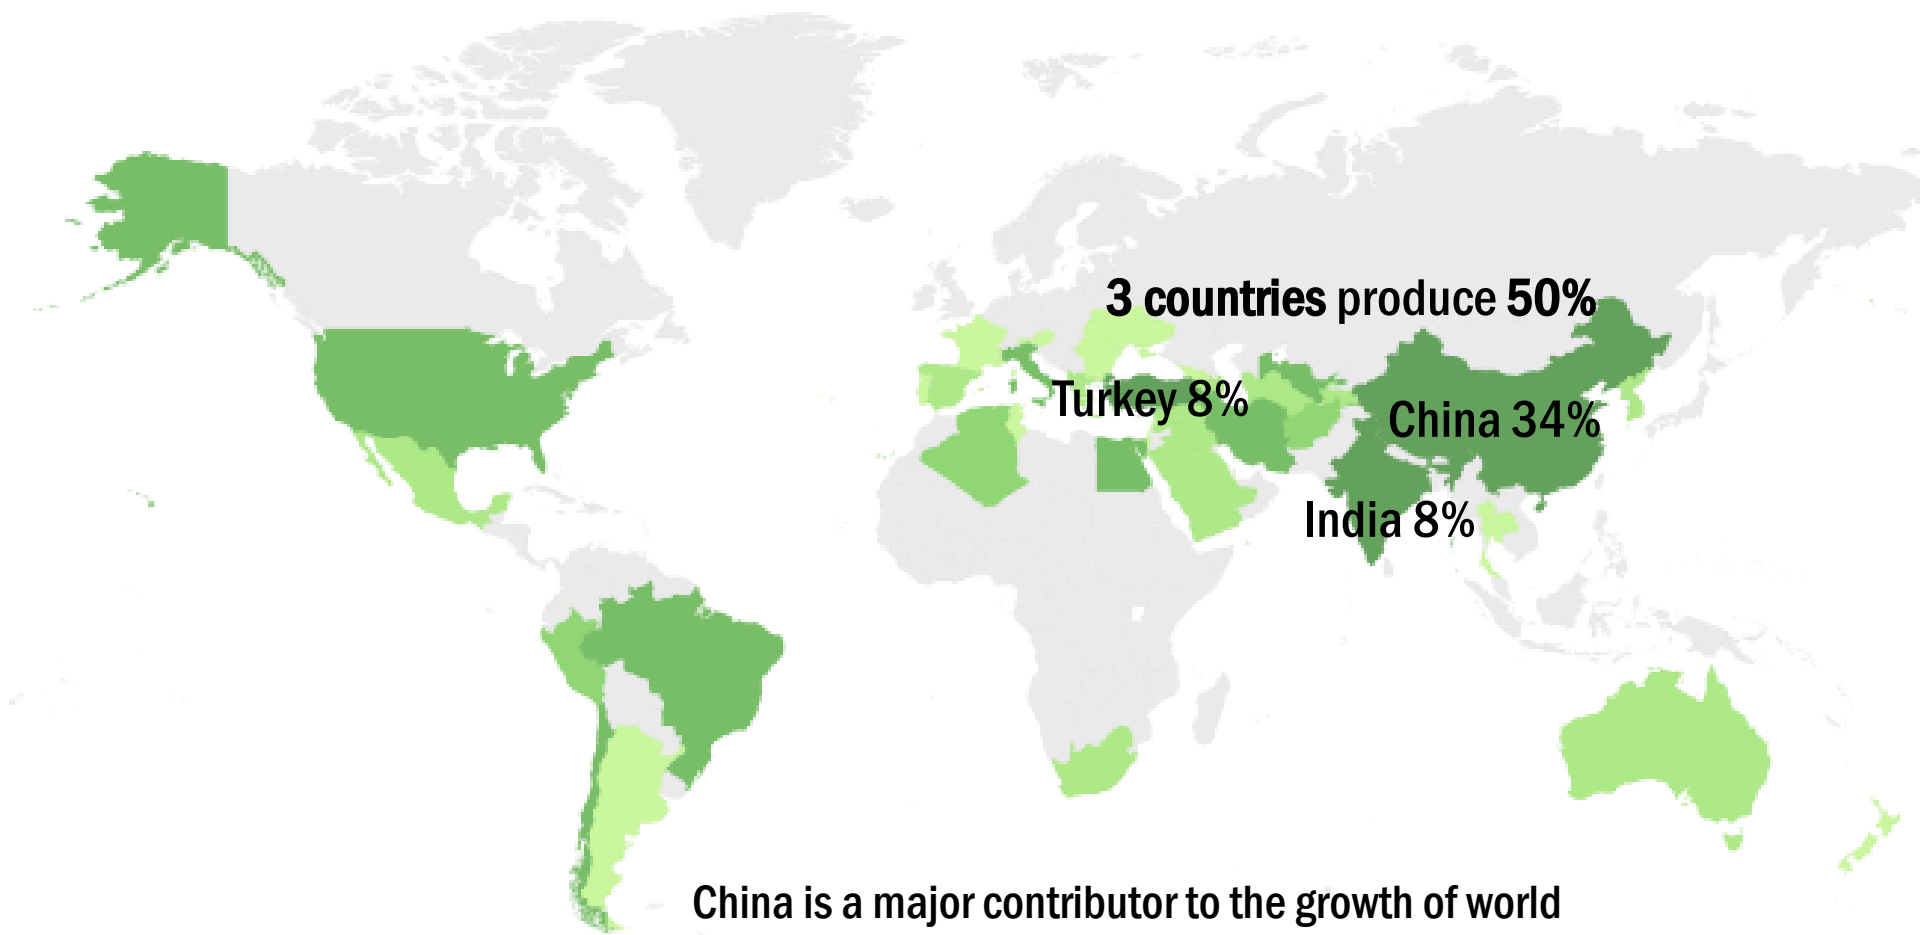 3 countries produce 50%
Turkey 8%
China 34%
India 8%
China is a major contributor to the growth of world